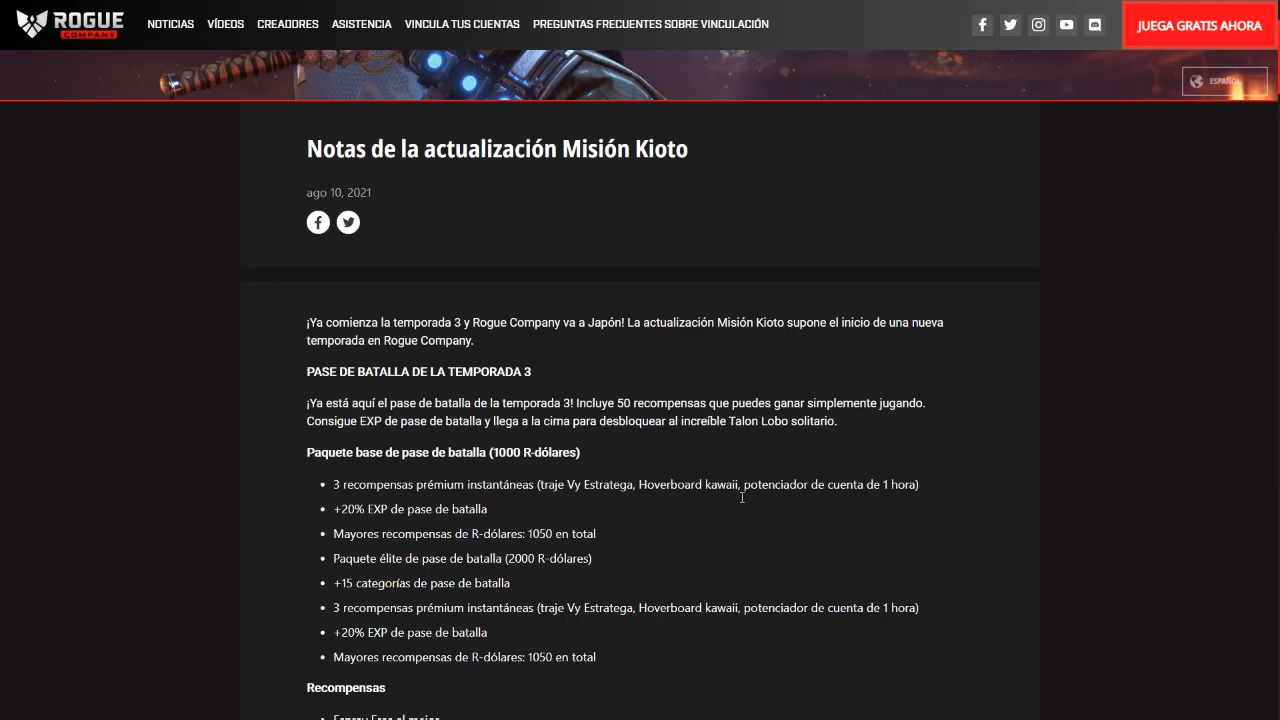 ROGUE
COMPANY
NOTICIAS VÍDEOS CREADORES ASISTENCIA VINCULA TUS CUENTAS PREGUNTAS FRECUENTES SOBRE VINCULACIÓN
JUEGA GRATIS AHORA
ESPAÑOL
Notas de la actualización Misión Kioto
ago 10, 2021
¡Ya comienza la temporada 3 y Rogue Company va a Japón! La actualización Misión Kioto supone el inicio de una nueva
temporada en Rogue Company.
PASE DE BATALLA DE LA TEMPORADA 3
¡Ya está aquí el pase de batalla de la temporada 3! Incluye 50 recompensas que puedes ganar simplemente jugando.
Consigue EXP de pase de batalla y llega a la cima para desbloquear al increíble Talon Lobo solitario.
Paquete base de pase de batalla (1000 R-dólares)
• 3 recompensas prémium instantáneas (traje Vy Estratega, Hoverboard kawaii, potenciador de cuenta de 1 hora)
• +20% EXP de pase de batalla
• Mayores recompensas de R-dólares: 1050 en total
• Paquete élite de pase de batalla (2000 R-dólares)
• +15 categorías de pase de batalla
• 3 recompensas prémium instantáneas (traje Vy Estratega, Hoverboard kawaii, potenciador de cuenta de 1 hora)
• +20% EXP de pase de batalla
• Mayores recompensas de R-dólares: 1050 en total
Recompensas